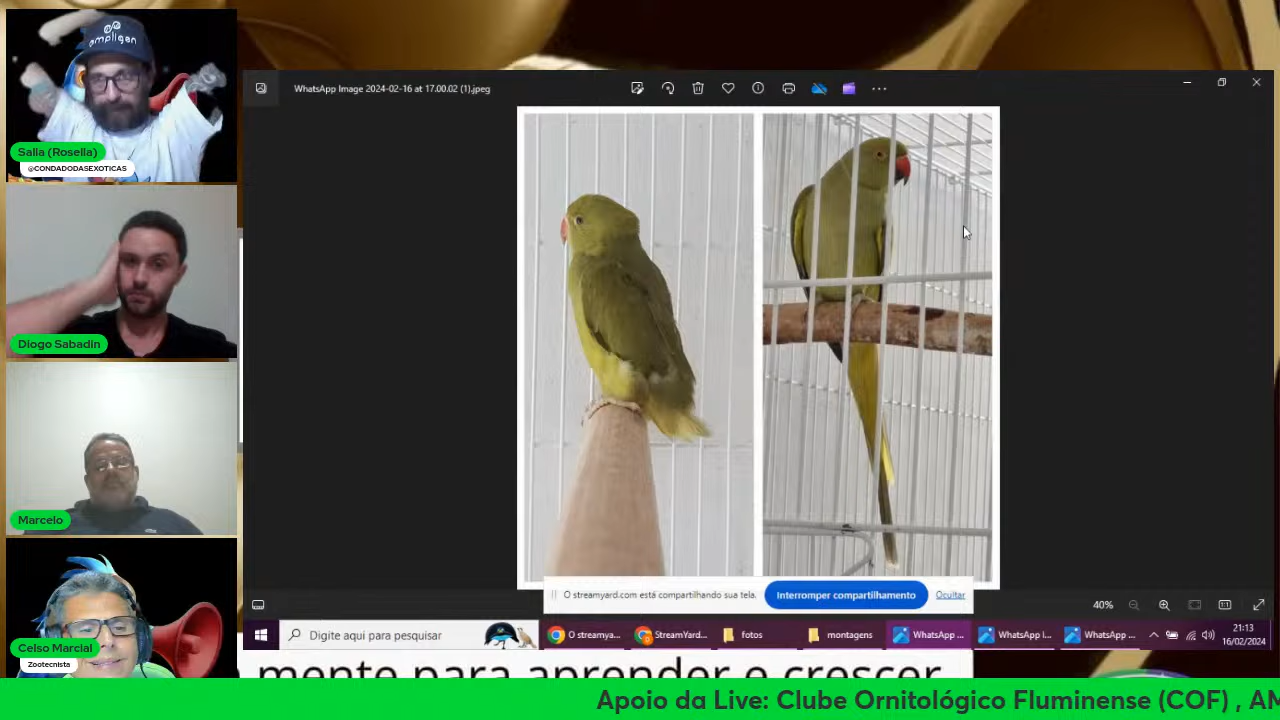 ampligen
Salla (Rosella)
@CONDADODASEXOTICAS
Diogo Sabadin
Marcelo
Celso Marcial
Zootecnista
WhatsApp Image 2024-02-16 at 17.00.02 (1).jpeg
O streamyard.com está compartilhando sua tela.
Interromper compartilhamento
Ocultar
40%
Digite aqui para pesquisar
O streamya...
StreamYard...
fotos
montagens
WhatsApp ...
WhatsApp I...
WhatsApp ...
21:13
16/02/2024
mente para aprender e crescer
Apoio da Live: Clube Ornitológico Fluminense (COF) , AM